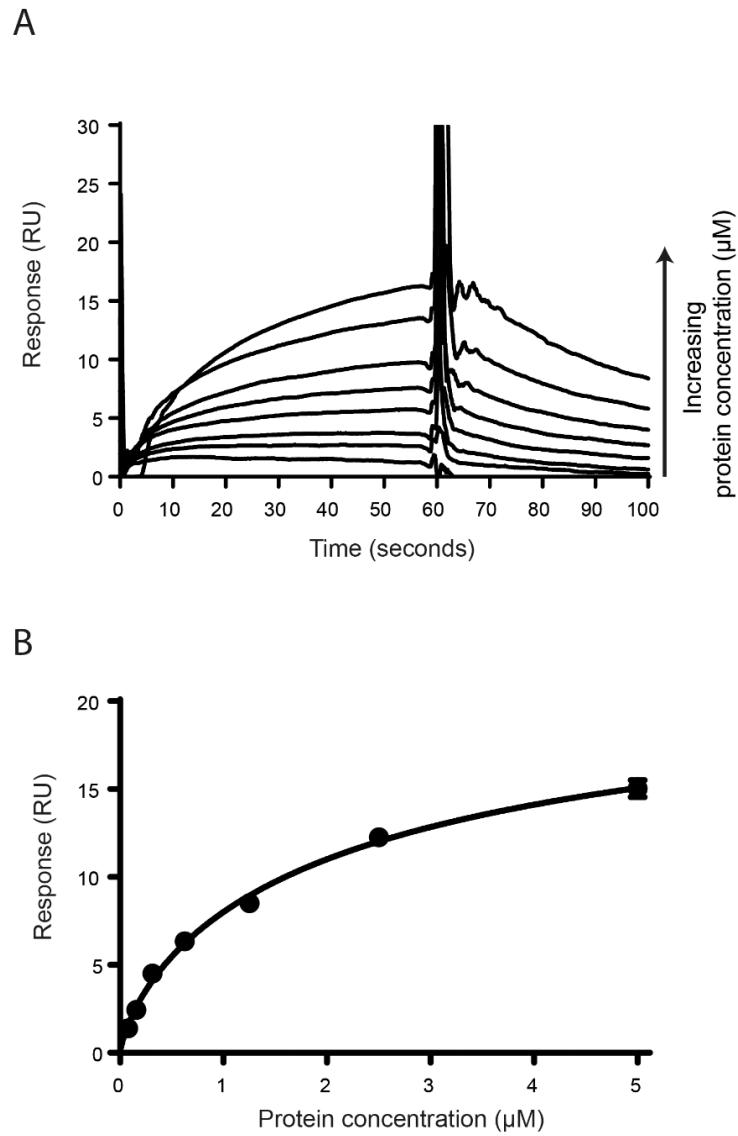 A
30
25
20
15
10
5
0
Response (RU)
0 10 20 30 40 50 60 70 80 90 100
Time (seconds)
Increasing
protein concentration (µM)
B
20
15
10
5
0
Response (RU)
0 1 2 3 4 5
Protein concentration (µM)